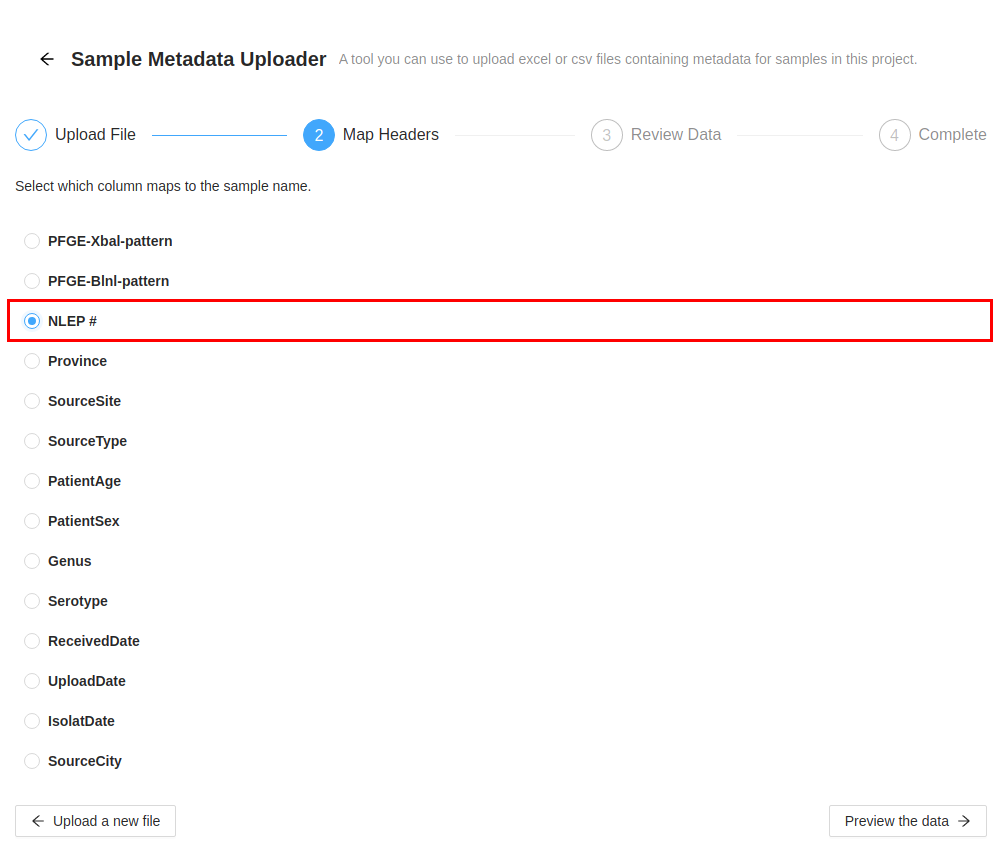 Sample Metadata Uploader A tool you can use to upload excel or csv files containing metadata for samples in this project.
Upload File 2 Map Headers 3 Review Data 4 Complete
Select which column maps to the sample name.
PFGE-Xbal-pattern
PFGE-Blnl-pattern
NLEP #
Province
SourceSite
SourceType
PatientAge
PatientSex
Genus
Serotype
ReceivedDate
UploadDate
IsolatDate
SourceCity
Upload a new file Preview the data